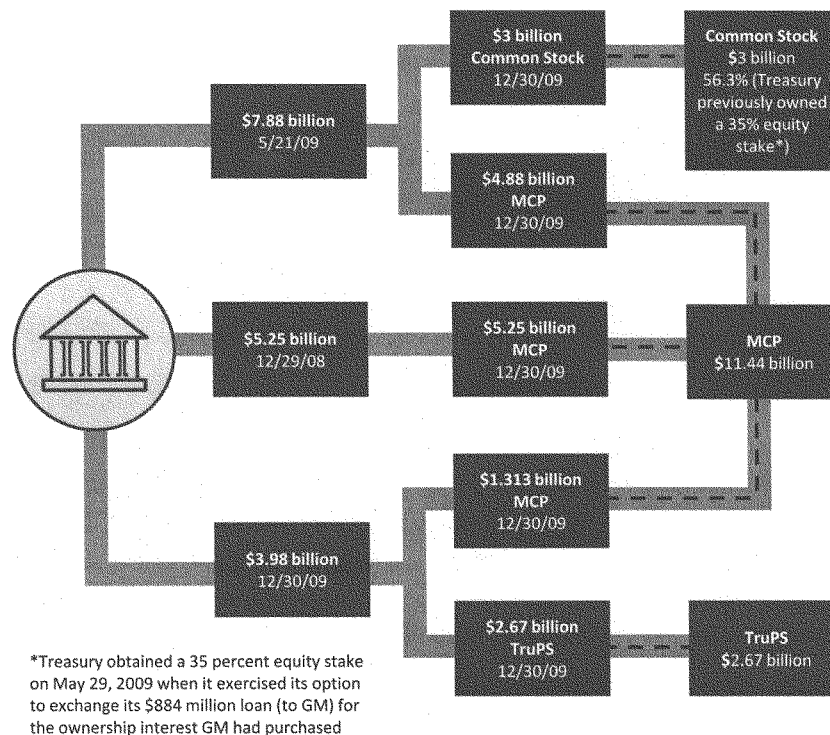 $3 billion
Common Stock
12/30/09
Common Stock
$3 billion
56.3% (Treasury
previously owned
a 35% equity
stake*)
$7.88 billion
5/21/09
$4.88 billion
MCP
12/30/09
$5.25 billion
12/29/08
$5.25 billion
MCP
12/30/09
MCP
$11.44 billion
$1.313 billion
MCP
12/30/09
$3.98 billion
12/30/09
$2.67 billion
TruPS
12/30/09
TruPS
$2.67 billion
*Treasury obtained a 35 percent equity stake
on May 29, 2009 when it exercised its option
to exchange its $884 million loan (to GM) for
the ownership interest GM had purchased